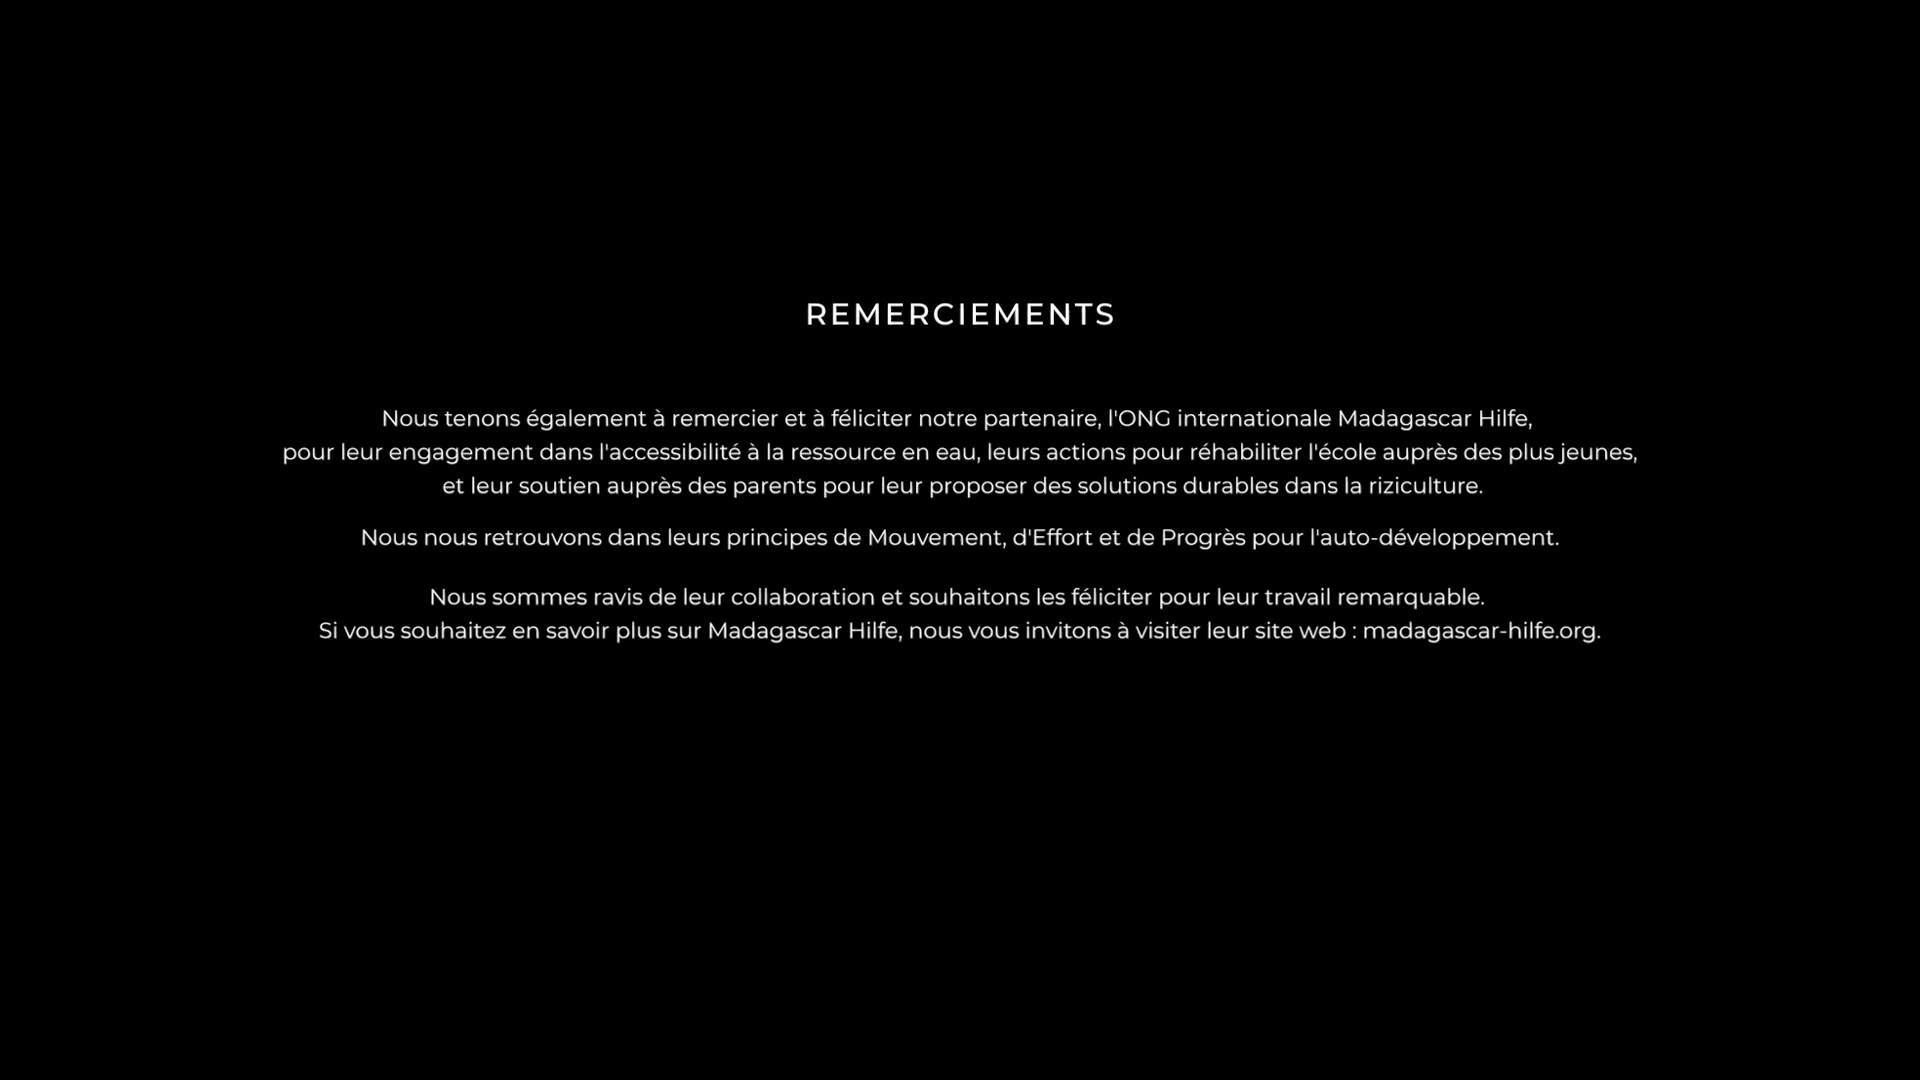 REMERCIEMENTS
Nous tenons également à remercier et à féliciter notre partenaire, l'ONG internationale Madagascar Hilfe,
pour leur engagement dans l'accessibilité à la ressource en eau, leurs actions pour réhabiliter l'école auprès des plus jeunes,
et leur soutien auprès des parents pour leur proposer des solutions durables dans la riziculture.
Nous nous retrouvons dans leurs principes de Mouvement, d'Effort et de Progrès pour l'auto-développement.
Nous sommes ravis de leur collaboration et souhaitons les féliciter pour leur travail remarquable.
Si vous souhaitez en savoir plus sur Madagascar Hilfe, nous vous invitons à visiter leur site web : madagascar-hilfe.org.